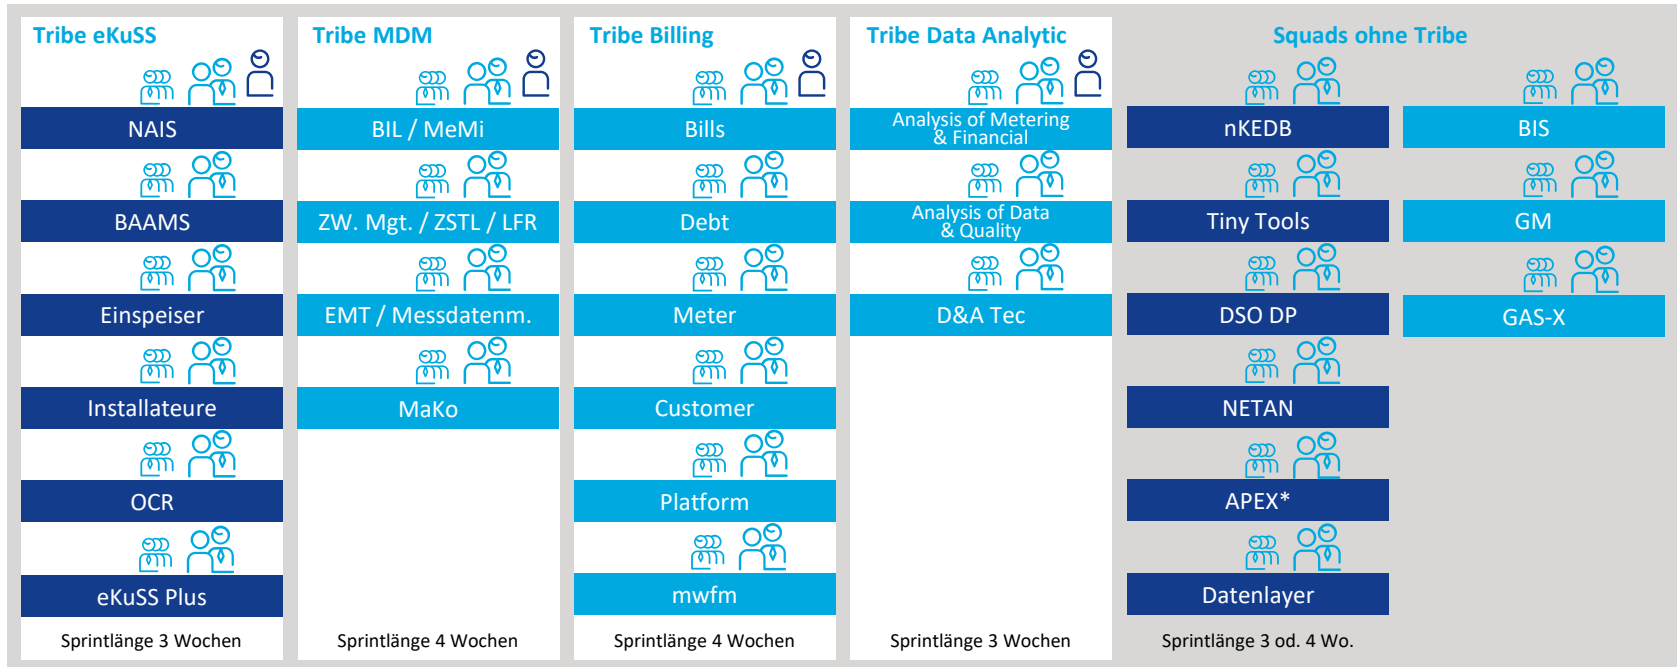 Tribe eKuSS
NAIS
BAAMS
Einspeiser
Installateure
OCR
eKuSS Plus
Sprintlänge 3 Wochen
Tribe MDM
BIL / MeMi
ZW. Mgt. / ZSTL / LFR
EMT / Messdatenm.
MaKo
Sprintlänge 4 Wochen
Tribe Billing
Bills
Debt
Meter
Customer
Platform
mwfm
Sprintlänge 4 Wochen
Tribe Data Analytic
Analysis of Metering
& Financial
Analysis of Data
& Quality
D&A Tec
Sprintlänge 3 Wochen
Squads ohne Tribe
nKEDB
Tiny Tools
DSO DP
NETAN
APEX*
Datenlayer
Sprintlänge 3 od. 4 Wo.
BIS
GM
GAS-X